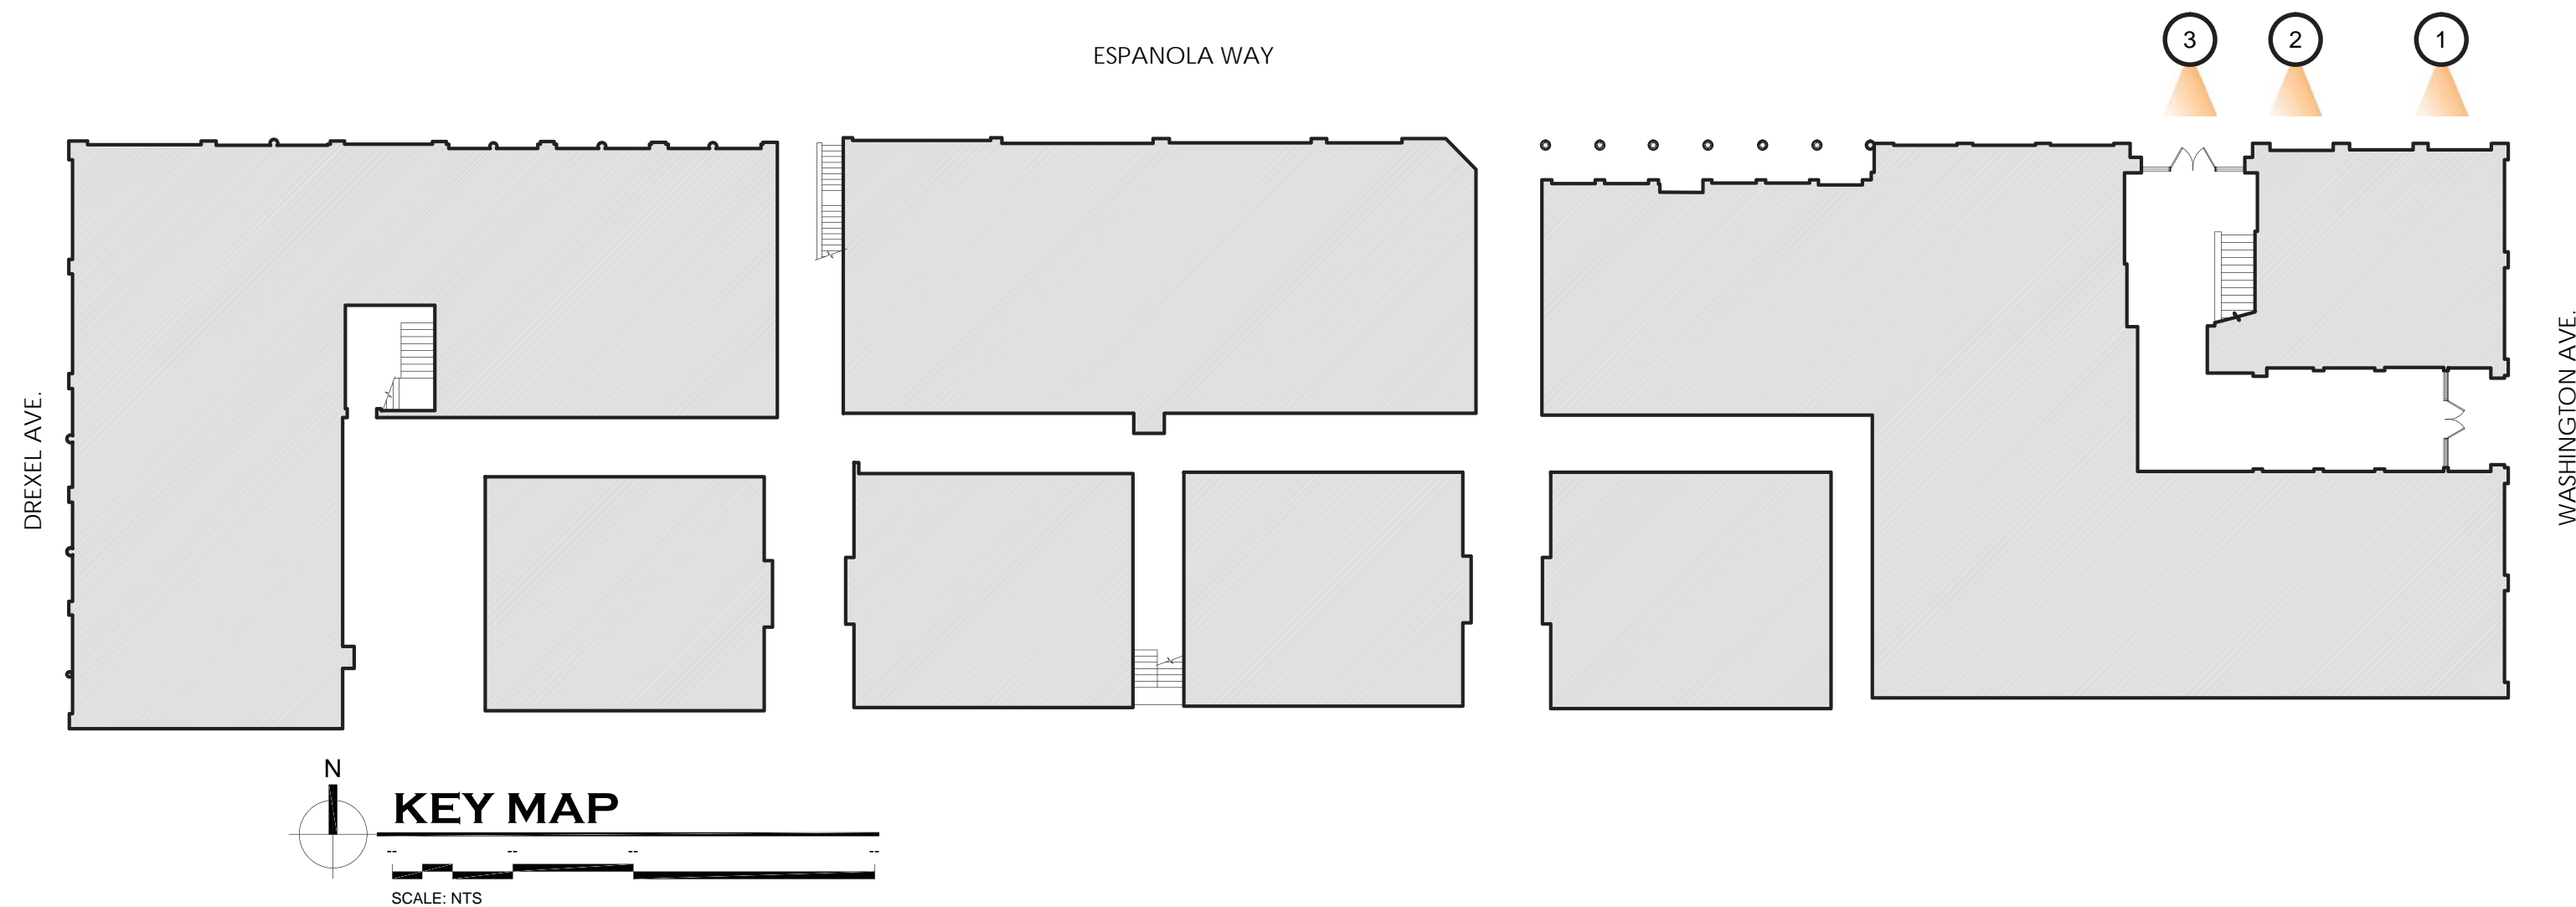 3
2
1
ESPANOLA WAY
DREXEL AVE.
WASHINGTON AVE.
N
KEY MAP
-- -- -- --
SCALE: NTS